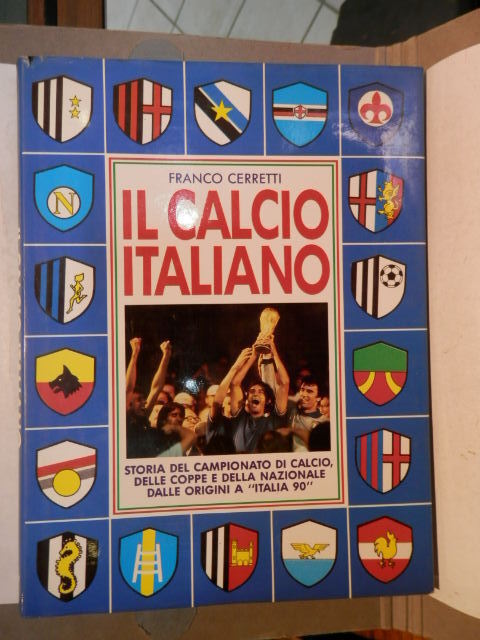 FRANCO CERRETTI
IL CALCIO
ITALIANO
N
STORIA DEL CAMPIONATO DI CALCIO,
DELLE COPPE E DELLA NAZIONALE
DALLE ORIGINI A "ITALIA 90"